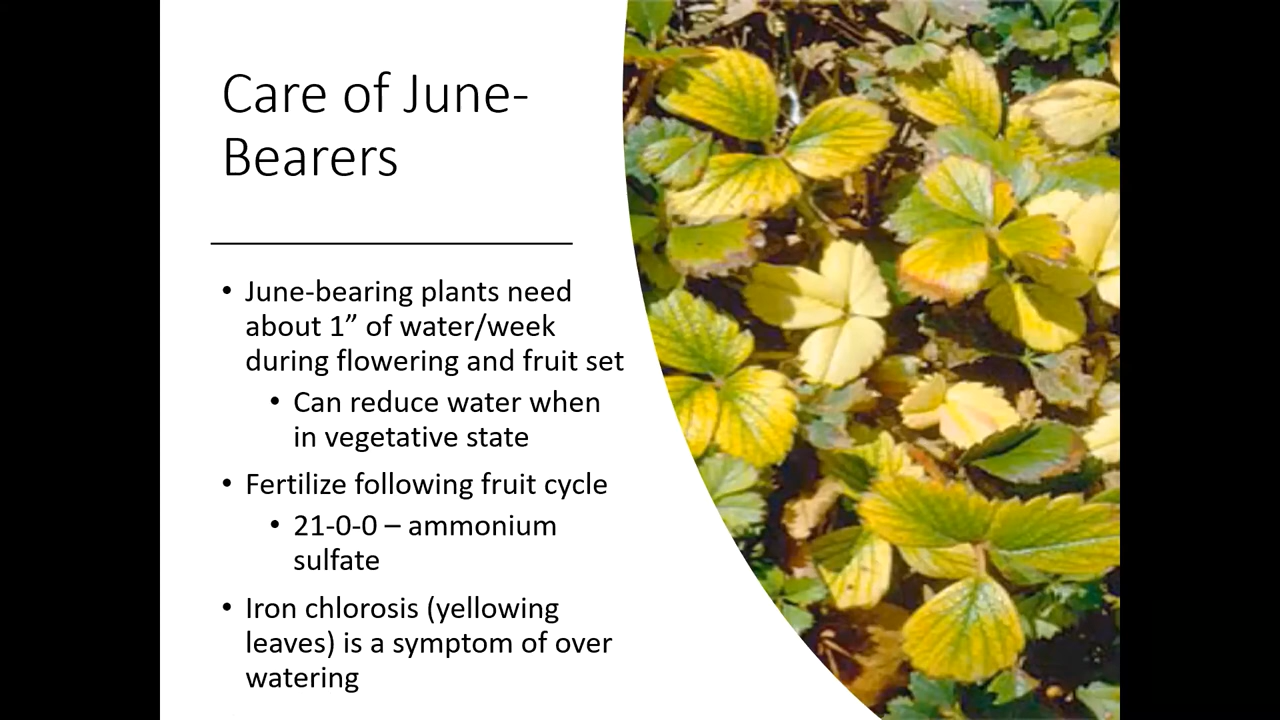 Care of June-
Bearers
• June-bearing plants need
about 1” of water/week
during flowering and fruit set
• Can reduce water when
in vegetative state
• Fertilize following fruit cycle
• 21-0-0 – ammonium
sulfate
• Iron chlorosis (yellowing
leaves) is a symptom of over
watering